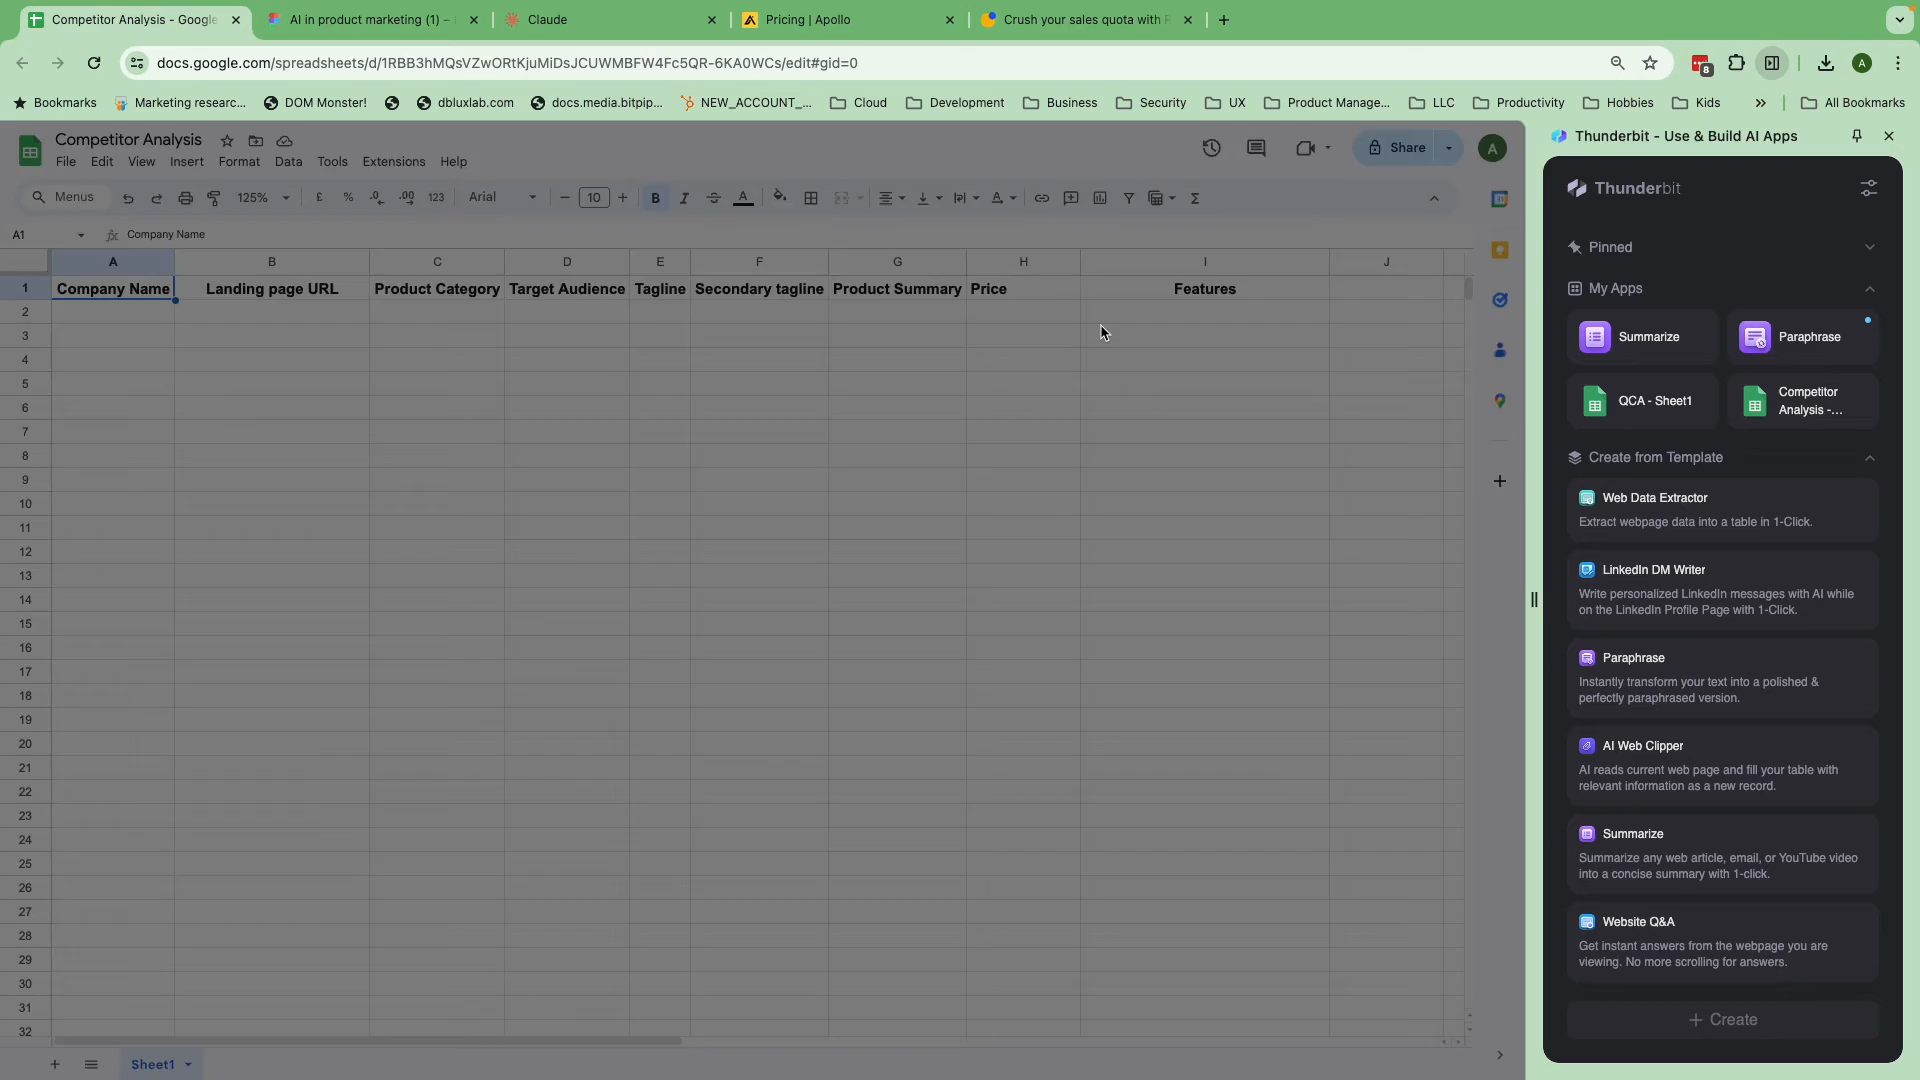 Competitor Analysis - Google
AI in product marketing (1) –
Claude
Pricing | Apollo
Crush your sales quota with
docs.google.com/spreadsheets/d/1RBB3hMQsVZwORtKjuMiDsJCUWMBFW4Fc5QR-6KA0WCs/edit#gid=0
8
A
Bookmarks
Marketing researc...
DOM Monster!
dbluxlab.com
docs.media.bitpip...
NEW_ACCOUNT_...
Cloud
Development
Business
Security
UX
Product Manage...
LLC
Productivity
Hobbies
Kids
All Bookmarks
Competitor Analysis
File Edit View Insert Format Data Tools Extensions Help
Share
A
Menus
125%
£ % .0 .00 123
Arial
10
B I
A
A1
Company Name
A B C D E F G H I J
1 Company Name Landing page URL Product Category Target Audience Tagline Secondary tagline Product Summary Price Features
2
3
4
5
6
7
8
9
10
11
12
13
14
15
16
17
18
19
20
21
22
23
24
25
26
27
28
29
30
31
32
Sheet1
Thunderbit - Use & Build AI Apps
Thunderbit
Pinned
My Apps
Summarize
Paraphrase
QCA - Sheet1
Competitor
Analysis -...
Create from Template
Web Data Extractor
Extract webpage data into a table in 1-Click.
LinkedIn DM Writer
Write personalized LinkedIn messages with AI while
on the LinkedIn Profile Page with 1-Click.
Paraphrase
Instantly transform your text into a polished &
perfectly paraphrased version.
AI Web Clipper
AI reads current web page and fill your table with
relevant information as a new record.
Summarize
Summarize any web article, email, or YouTube video
into a concise summary with 1-click.
Website Q&A
Get instant answers from the webpage you are
viewing. No more scrolling for answers.
+ Create